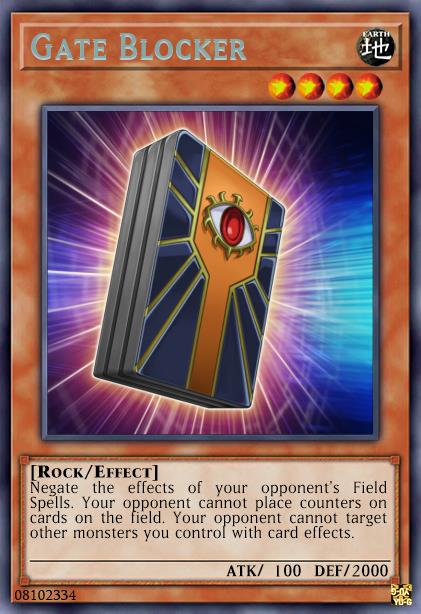 Gate Blocker
EARTH
地
[Rock/Effect]
Negate the effects of your opponent's Field
Spells. Your opponent cannot place counters on
cards on the field. Your opponent cannot target
other monsters you control with card effects.
ATK/ 100 DEF/2000
08102334